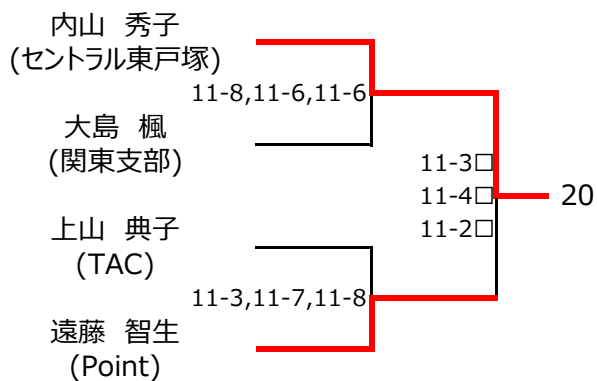 内山　秀子
(セントラル東戸塚)
11-8,11-6,11-6
大島　楓
(関東支部)
11-3□
11-4□
11-2□
20
上山　典子
(TAC)
11-3,11-7,11-8
遠藤　智生
(Point)